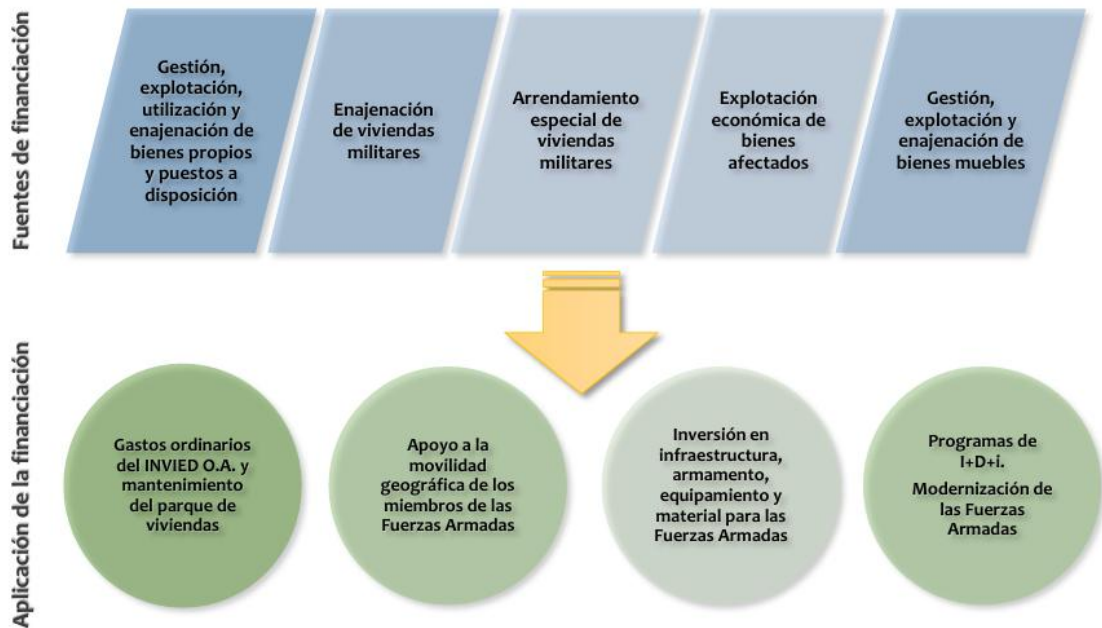 Fuentes de financiación
Gestión,
explotación,
utilización y
enajenación de
bienes propios
y puestos a
disposición
Enajenación
de viviendas
militares
Arrendamiento
especial de
viviendas
militares
Explotación
económica de
bienes
afectados
Gestión,
explotación y
enajenación de
bienes muebles
Aplicación de la financiación
Gastos ordinarios
del INVIED O.A. y
mantenimiento
del parque de
viviendas
Apoyo a la
movilidad
geográfica de los
miembros de las
Fuerzas Armadas
Inversión en
infraestructura,
armamento,
equipamiento y
material para las
Fuerzas Armadas
Programas de
I+D+i.
Modernización de
las Fuerzas
Armadas